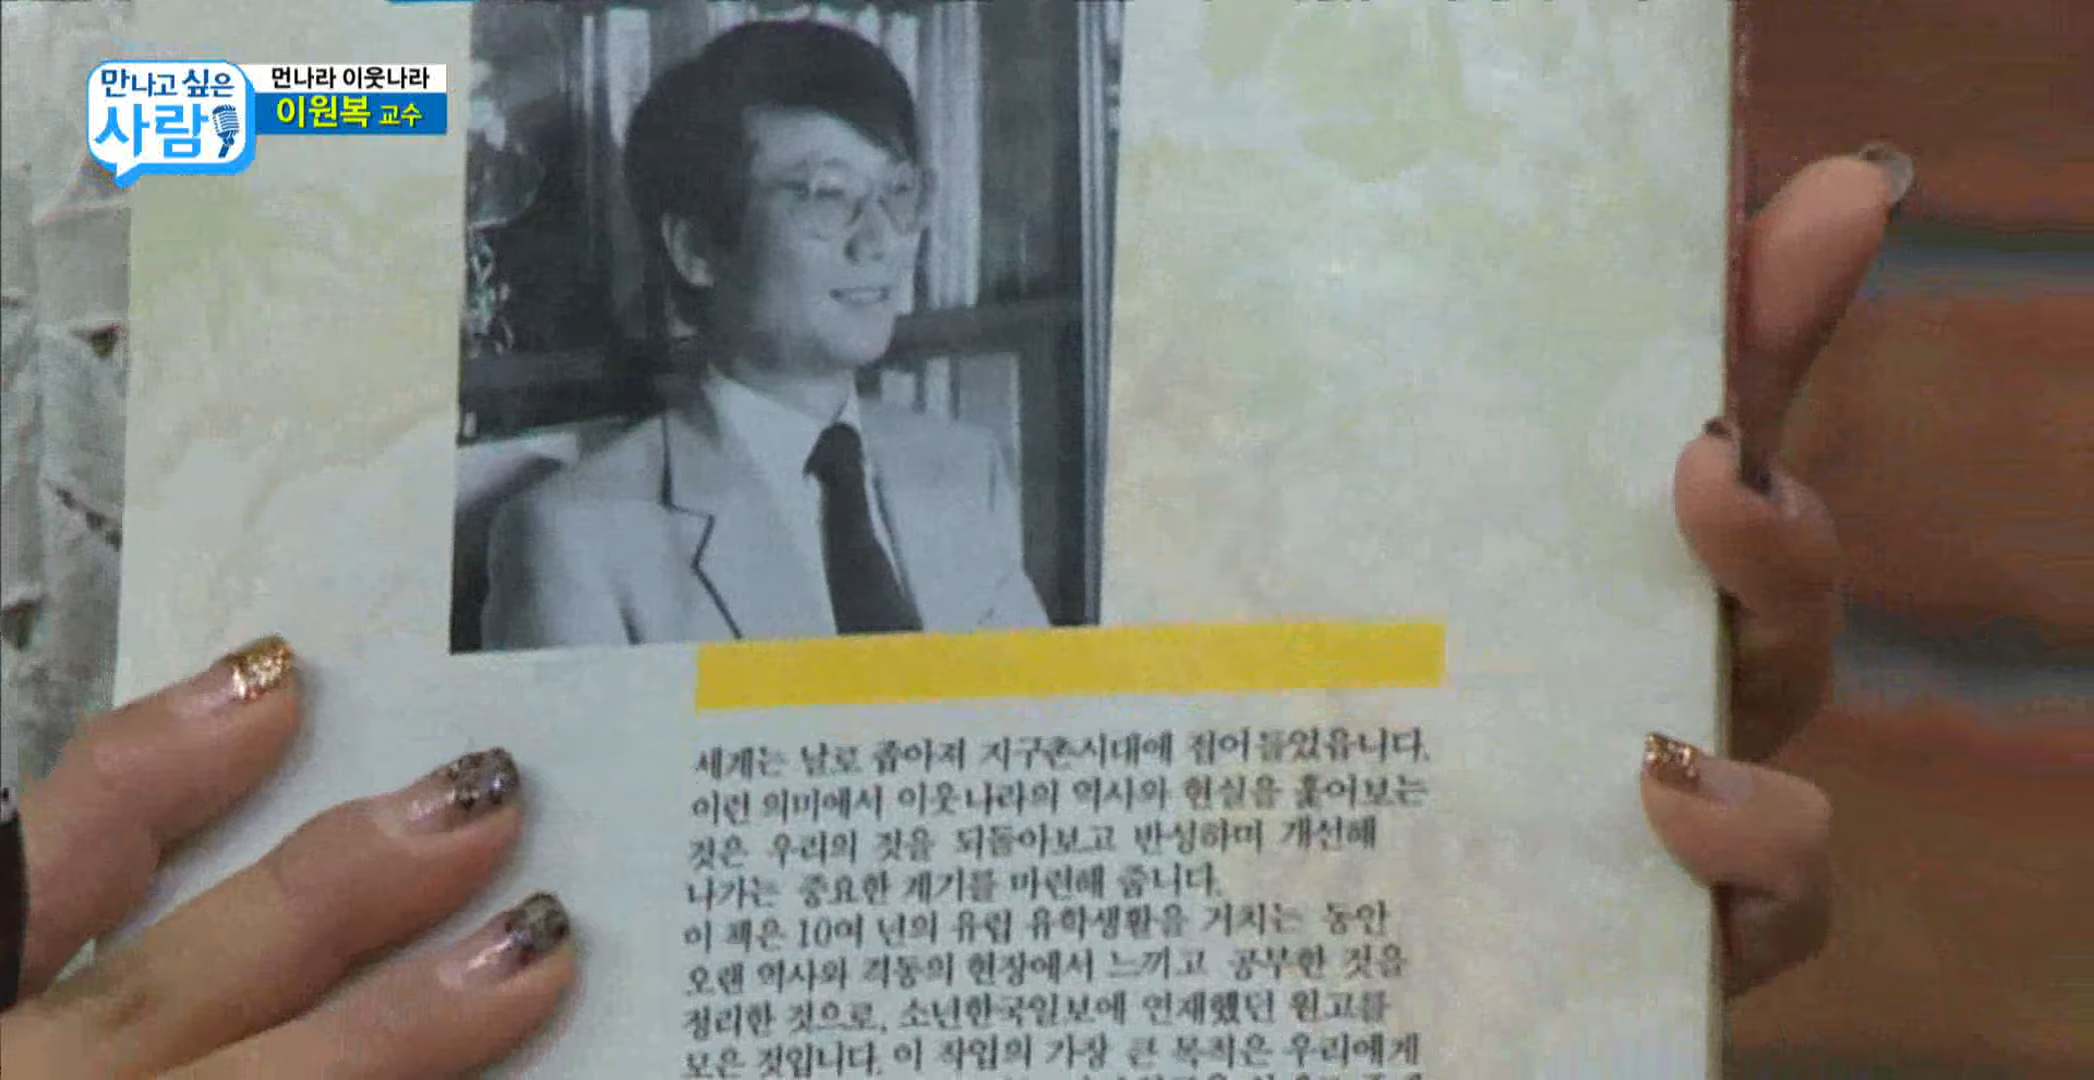 만나고 싶은
사람
먼나라 이웃나라
이원복 교수
세계는 날로 좁아져 지구촌시대에 접어들었읍니다.
이런 의미에서 이웃나라의 역사와 현실을 훑어보는
것은 우리의 것을 되돌아보고 반성하며 개선해
나가는 중요한 계기를 마련해 줍니다.
이 책은 10여 년의 유럽 유학생활을 거치는 동안
오랜 역사와 격동의 현장에서 느끼고 공부한 것을
정리한 것으로, 소년한국일보에 연재했던 원고를
모은 것입니다. 이 작업의 가장 큰 목적은 우리에게